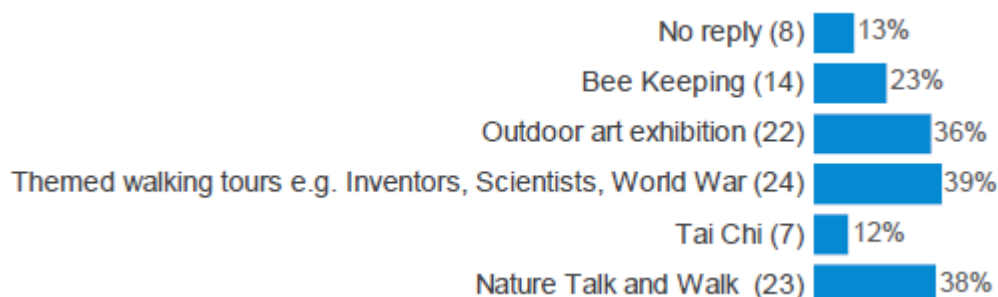 No reply (8) 13%
Bee Keeping (14) 23%
Outdoor art exhibition (22) 36%
Themed walking tours e.g. Inventors, Scientists, World War (24) 39%
Tai Chi (7) 12%
Nature Talk and Walk (23) 38%